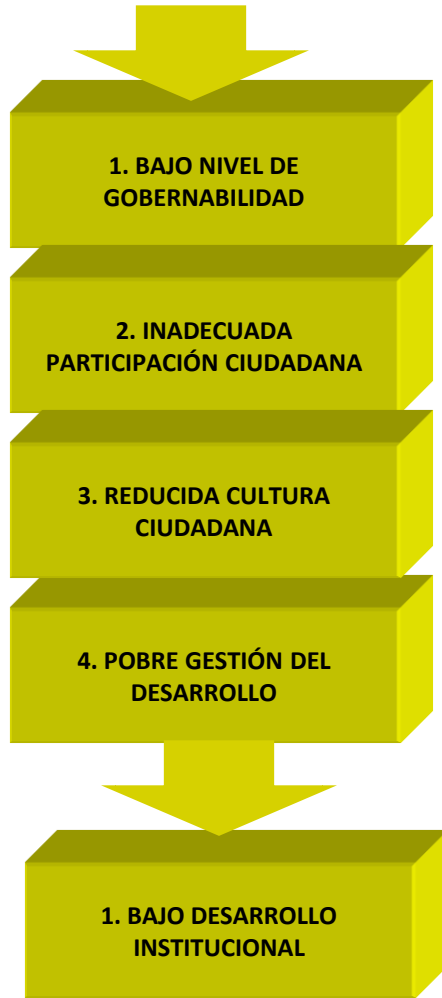 1. BAJO NIVEL DE
GOBERNABILIDAD
2. INADECUADA
PARTICIPACIÓN CIUDADANA
3. REDUCIDA CULTURA
CIUDADANA
4. POBRE GESTIÓN DEL
DESARROLLO
1. BAJO DESARROLLO
INSTITUCIONAL